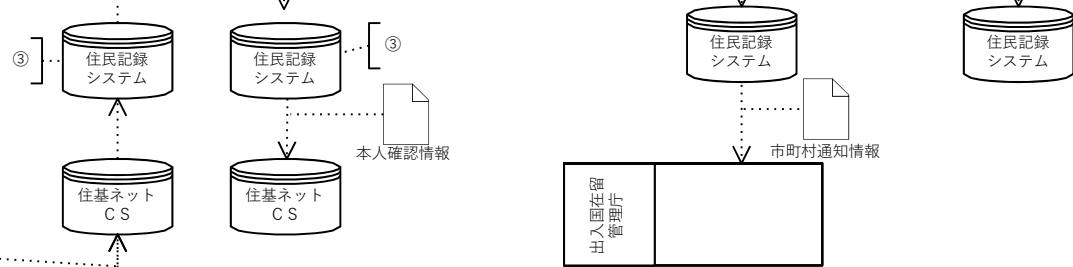 ③
住民記録
システム
住民記録
システム
③
住民記録
システム
住民記録
システム
本人確認情報
市町村通知情報
住基ネット
ＣＳ
住基ネット
ＣＳ
出入国在留
管理庁